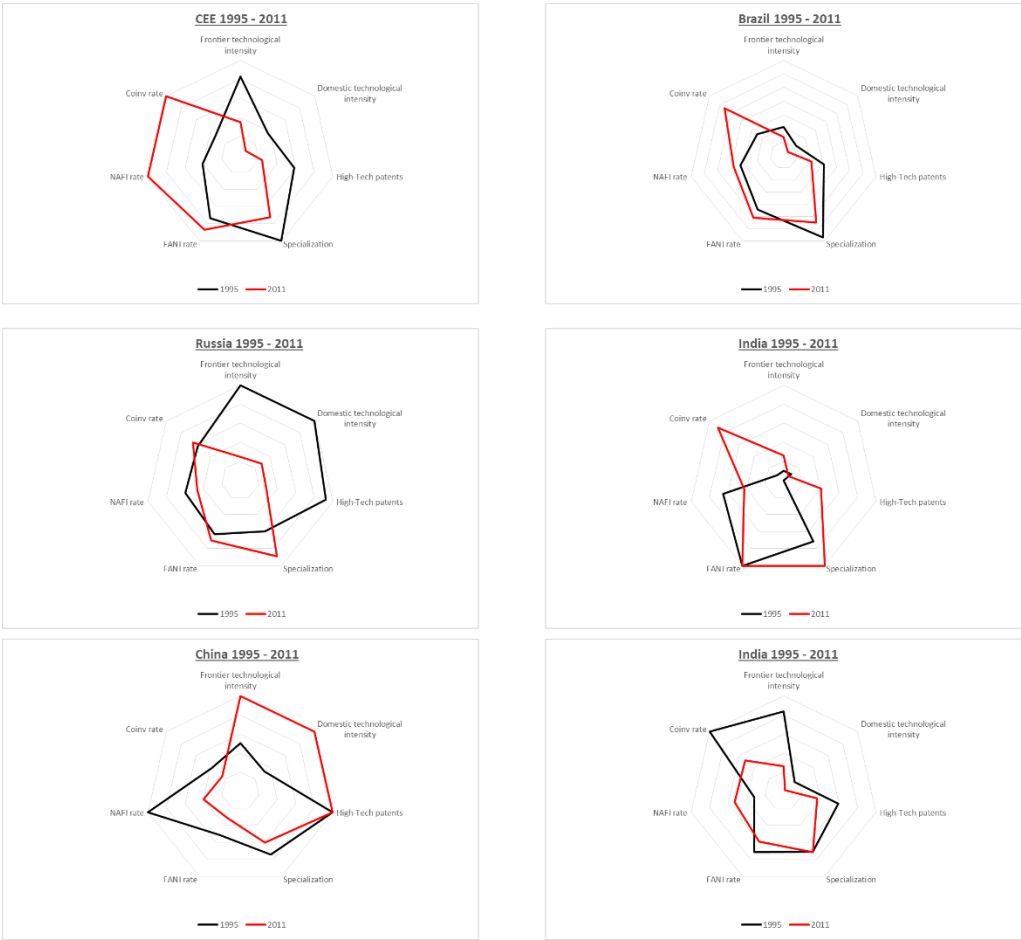 CEE 1995 - 2011
Frontier technological
intensity
Coinv rate
Domestic technological
intensity
NAFI rate
High-Tech patents
FANI rate
Specialization
1995
2011
Brazil 1995 - 2011
Frontier technological
intensity
Coinv rate
Domestic technological
intensity
NAFI rate
High-Tech patents
FANI rate
Specialization
1995
2011
Russia 1995 - 2011
Frontier technological
intensity
Coinv rate
Domestic technological
intensity
NAFI rate
High-Tech patents
FANI rate
Specialization
1995
2011
India 1995 - 2011
Frontier technological
intensity
Coinv rate
Domestic technological
intensity
NAFI rate
High-Tech patents
FANI rate
Specialization
1995
2011
China 1995 - 2011
Frontier technological
intensity
Coinv rate
Domestic technological
intensity
NAFI rate
High-Tech patents
FANI rate
Specialization
1995
2011
India 1995 - 2011
Frontier technological
intensity
Coinv rate
Domestic technological
intensity
NAFI rate
High-Tech patents
FANI rate
Specialization
1995
2011